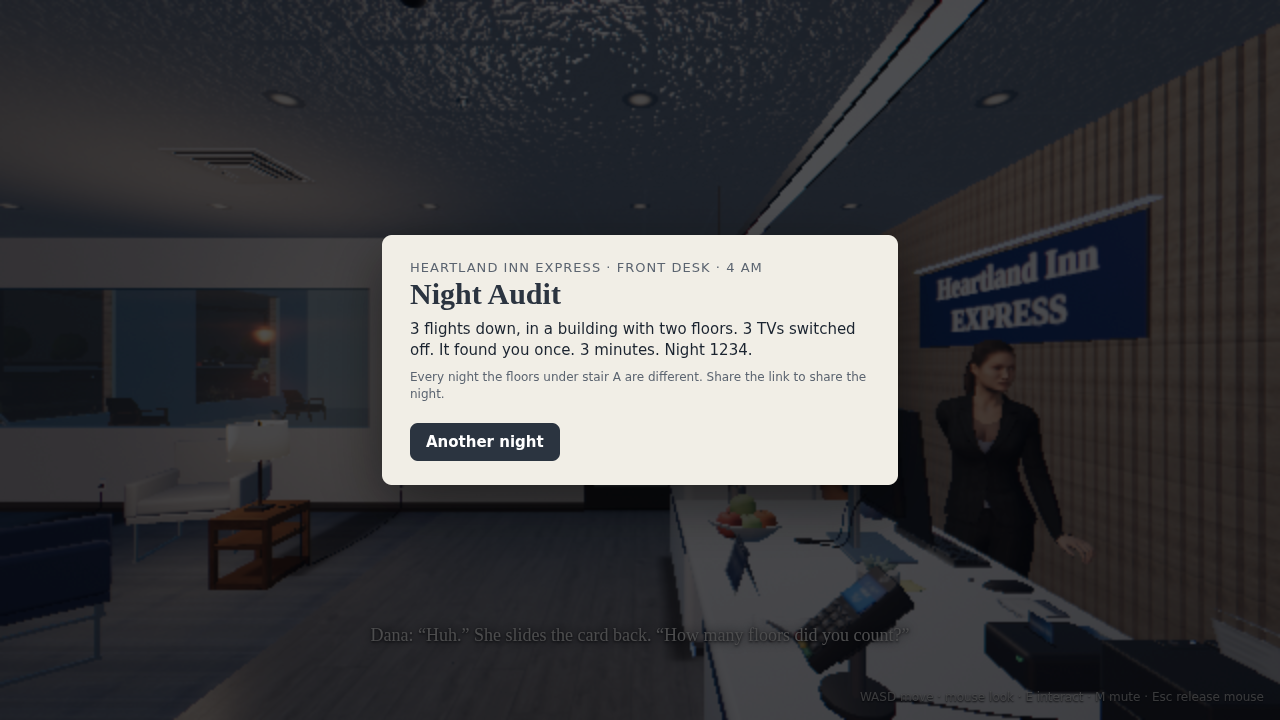 HEARTLAND INN EXPRESS · FRONT DESK · 4 AM
Night Audit
3 flights down, in a building with two floors. 3 TVs switched
off. It found you once. 3 minutes. Night 1234.
Every night the floors under stair A are different. Share the link to share the
night.
Another night
Heartland Inn
EXPRESS
Dana: “Huh.” She slides the card back. “How many floors did you count?”
WASD move · mouse look · E interact · M mute · Esc release mouse